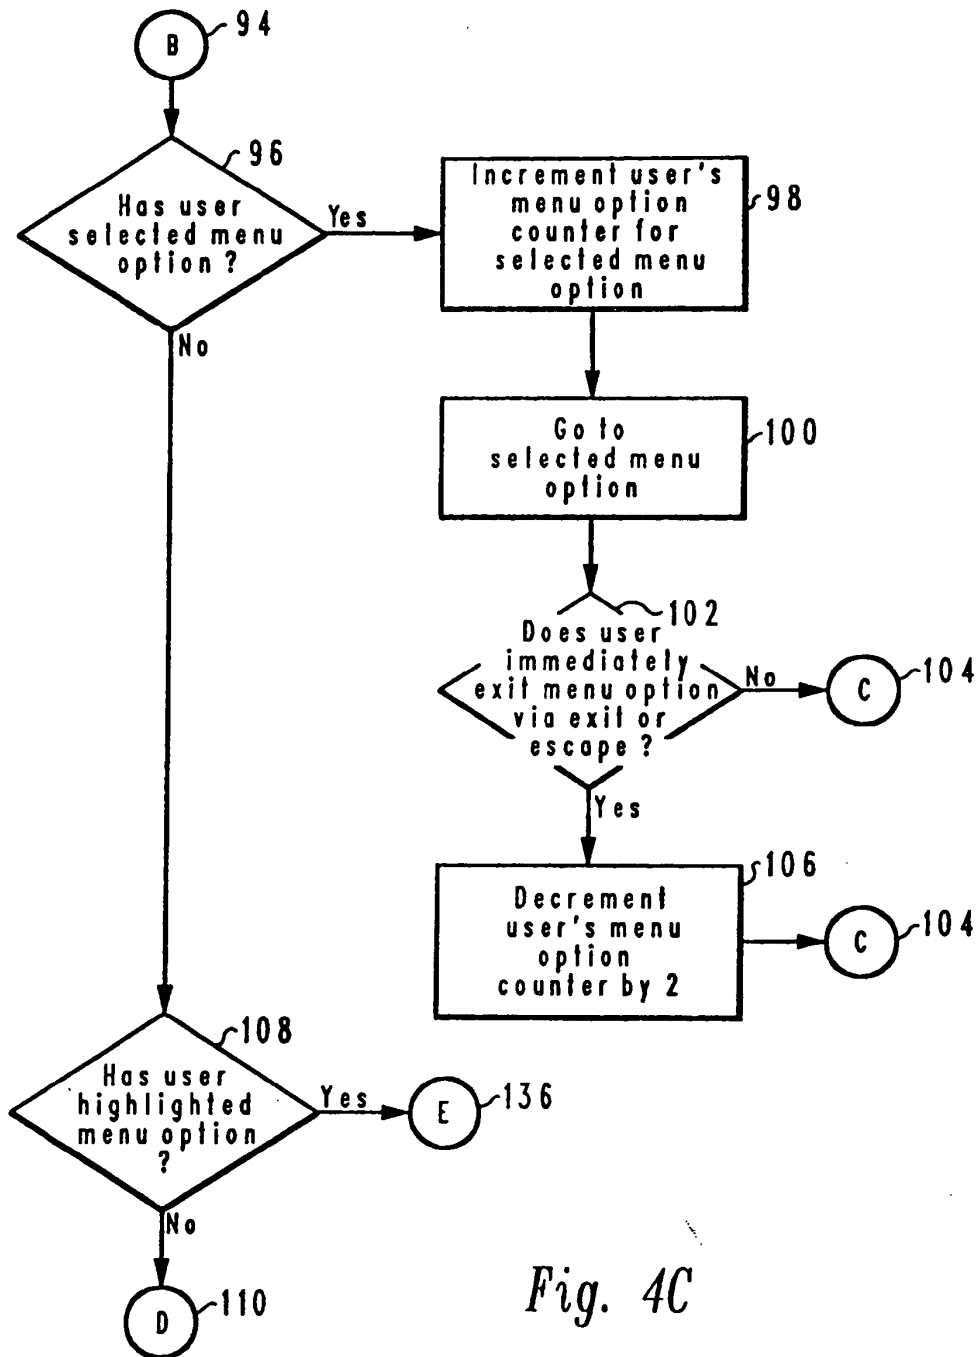 B
94
96
Has user
selected menu
option ?
Yes
No
Increment user's
menu option
counter for
selected menu
option
98
Go to
selected menu
option
100
102
Does user
immediately
exit menu option
via exit or
escape ?
No
C
104
Yes
106
Decrement
user's menu
option
counter by 2
C
104
108
Has user
highlighted
menu option
?
Yes
E
136
No
D
110
Fig. 4C